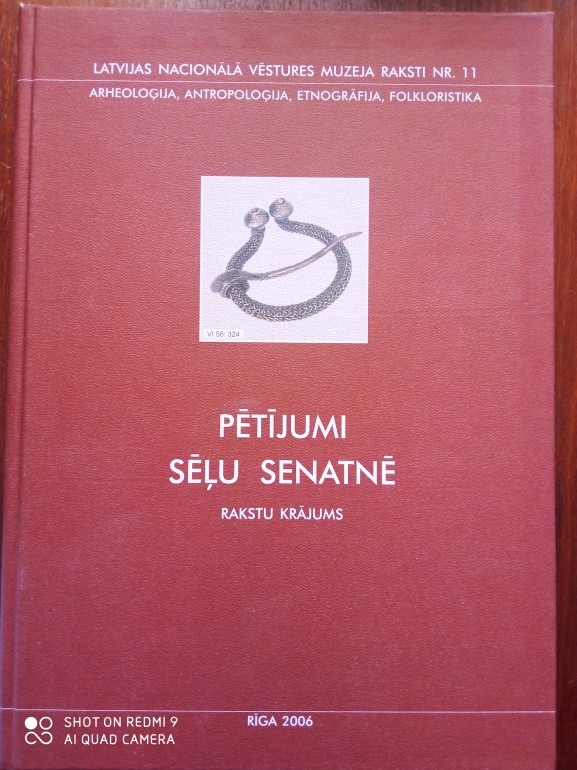 LATVIJAS NACIONĀLĀ VĒSTURES MUZEJA RAKSTI NR. 11
ARHEOLOĢIJA, ANTROPOLOĢIJA, ETNOGRĀFIJA, FOLKLORISTIKA
VI 56: 324
PĒTĪJUMI
SĒĻU SENATNĒ
RAKSTU KRĀJUMS
RĪGA 2006
SHOT ON REDMI 9
AI QUAD CAMERA